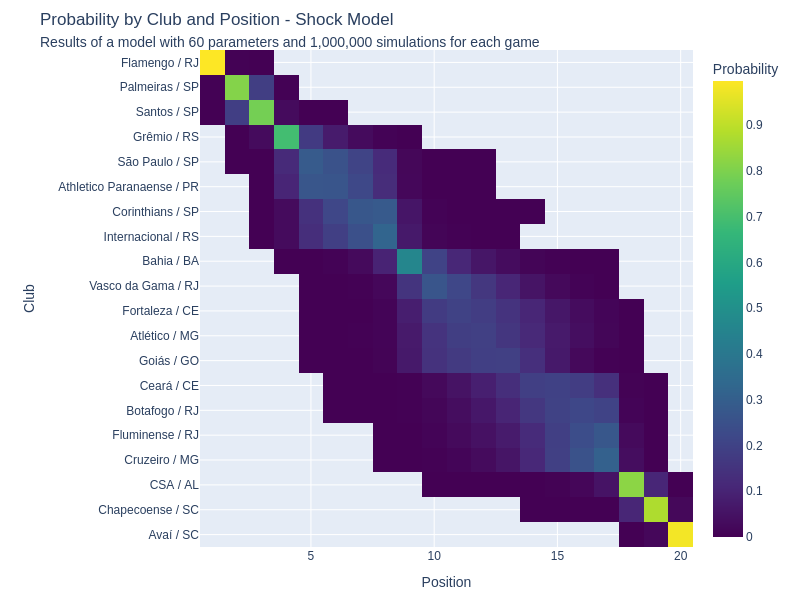 Probability by Club and Position - Shock Model
Results of a model with 60 parameters and 1,000,000 simulations for each game
Probability
Club
Flamengo / RJ
Palmeiras / SP
Santos / SP
Grêmio / RS
São Paulo / SP
Athletico Paranaense / PR
Corinthians / SP
Internacional / RS
Bahia / BA
Vasco da Gama / RJ
Fortaleza / CE
Atlético / MG
Goiás / GO
Ceará / CE
Botafogo / RJ
Fluminense / RJ
Cruzeiro / MG
CSA / AL
Chapecoense / SC
Avaí / SC
0.9
0.8
0.7
0.6
0.5
0.4
0.3
0.2
0.1
0
5 10 15 20
Position